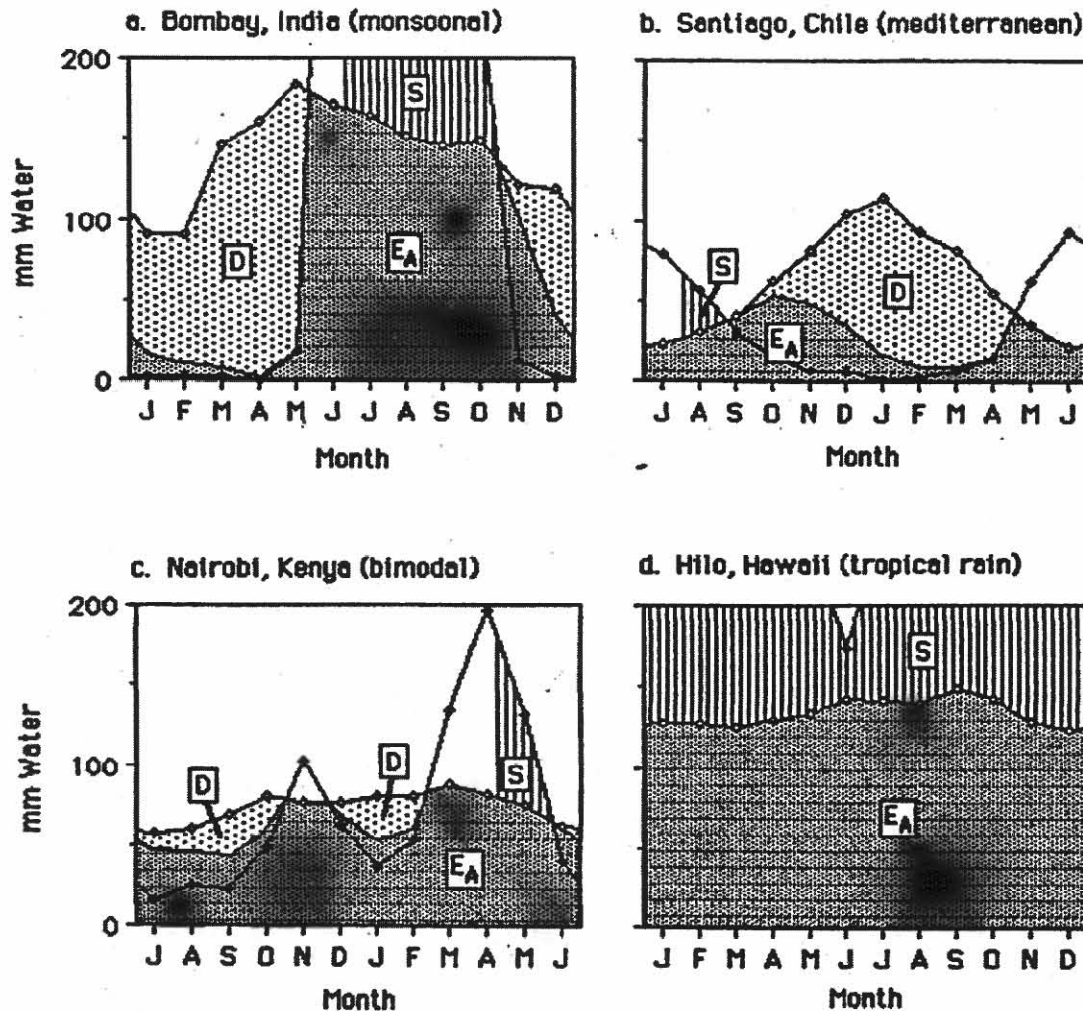 a. Bombay, India (monsoonal)
200
100
0
mm Water
S
D
EA
J F M A M J J A S O N D
Month
b. Santiago, Chile (mediterranean)
S
D
EA
J A S O N D J F M A M J
Month
c. Nairobi, Kenya (bimodal)
200
100
0
mm Water
D
D
S
EA
J A S O N D J F M A M J
Month
d. Hilo, Hawaii (tropical rain)
S
EA
J F M A M J J A S O N D
Month